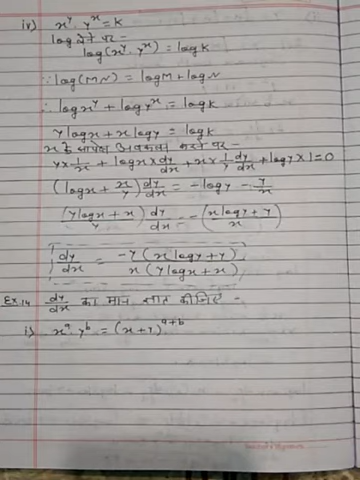 iv) x^y . y^x = K
log लेने पर -
log(x^y . y^x) = log K
∵ log(MN) = log M + log N
∴ log x^y + log y^x = log K
y log x + x log y = log K
x के सापेक्ष अवकलन करने पर -
y x 1/x + log x x dy/dx + x x 1/y dy/dx + log y x 1 = 0
(log x + x/y) dy/dx = - log y - y/x
(y log x + x)/y dy/dx = - (x log y + y)/x
dy/dx = -y (x log y + y) / x (y log x + x)
Ex.14 dy/dx का मान ज्ञात कीजिए -
i) x^a . y^b = (x + y)^a+b